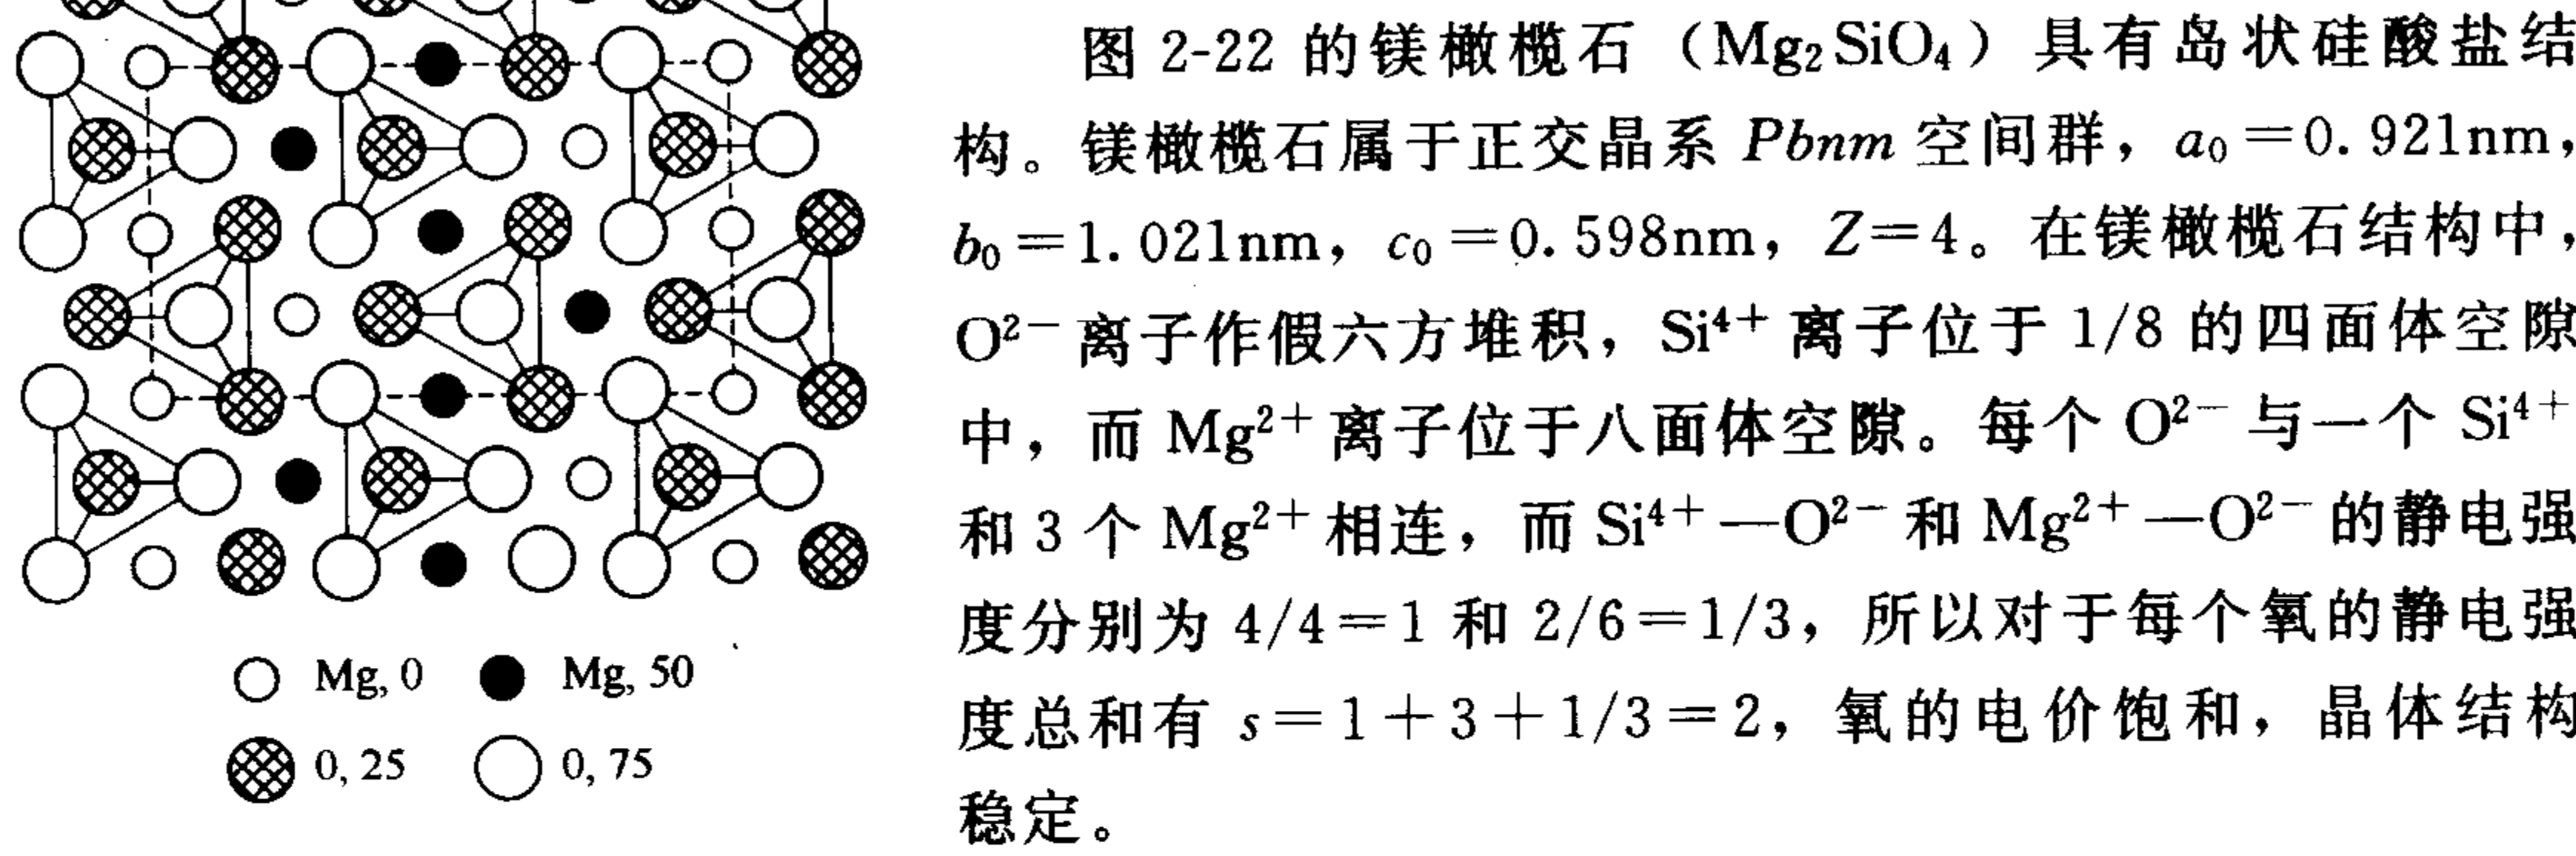 图 2-22 的镁橄榄石（Mg₂SiO₄）具有岛状硅酸盐结
构。镁橄榄石属于正交晶系 Pbnm 空间群，a₀＝0.921nm，
b₀＝1.021nm，c₀＝0.598nm，Z＝4。在镁橄榄石结构中，
O²⁻离子作假六方堆积，Si⁴⁺离子位于 1/8 的四面体空隙
中，而 Mg²⁺离子位于八面体空隙。每个 O²⁻与一个 Si⁴⁺
和 3 个 Mg²⁺相连，而 Si⁴⁺—O²⁻和 Mg²⁺—O²⁻的静电强
度分别为 4/4＝1 和 2/6＝1/3，所以对于每个氧的静电强
度总和有 s＝1＋3＋1/3＝2，氧的电价饱和，晶体结构
稳定。
Mg, 0 Mg, 50
0, 25 0, 75